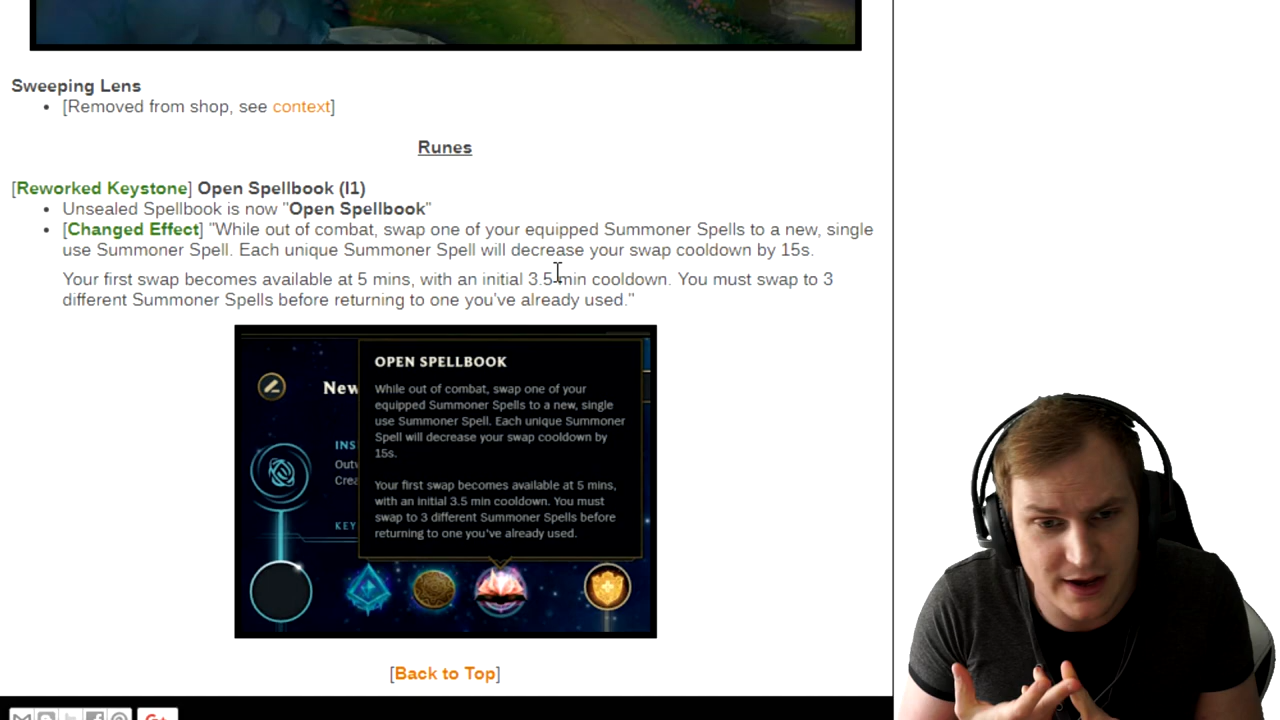 Sweeping Lens
• [Removed from shop, see context]
Runes
[Reworked Keystone] Open Spellbook (I1)
• Unsealed Spellbook is now "Open Spellbook"
• [Changed Effect] "While out of combat, swap one of your equipped Summoner Spells to a new, single
use Summoner Spell. Each unique Summoner Spell will decrease your swap cooldown by 15s.
Your first swap becomes available at 5 mins, with an initial 3.5 min cooldown. You must swap to 3
different Summoner Spells before returning to one you've already used."
OPEN SPELLBOOK
While out of combat, swap one of your
equipped Summoner Spells to a new, single
use Summoner Spell. Each unique Summoner
Spell will decrease your swap cooldown by
15s.
Your first swap becomes available at 5 mins,
with an initial 3.5 min cooldown. You must
swap to 3 different Summoner Spells before
returning to one you've already used.
New
INS
Outw
Crea
KEY
[Back to Top]